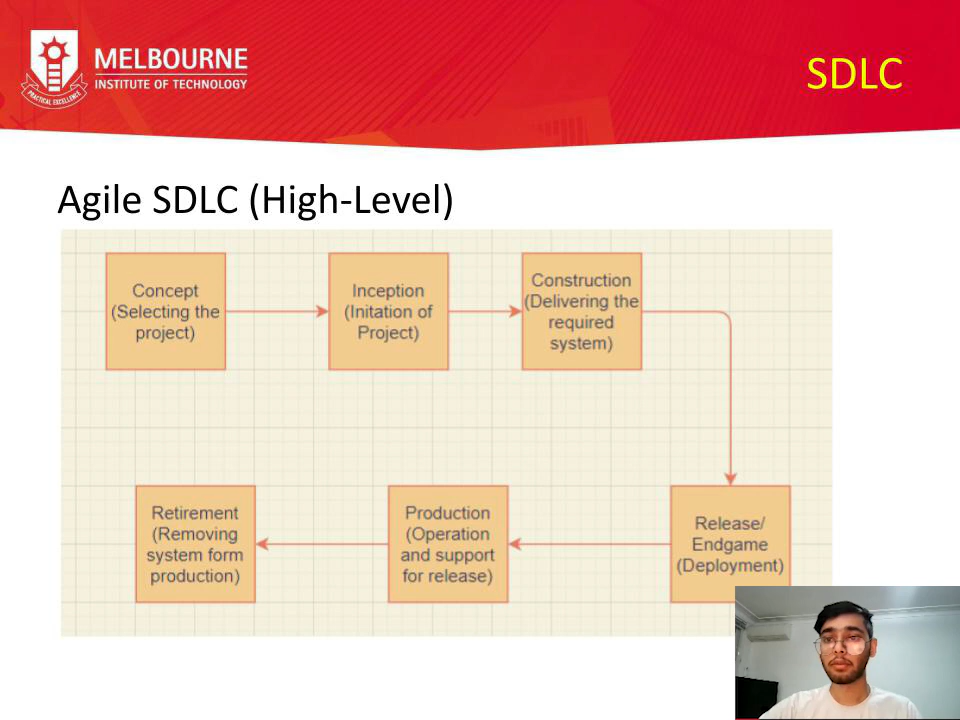 MELBOURNE
INSTITUTE OF TECHNOLOGY
PRACTICAL EXCELLENCE
SDLC
Agile SDLC (High-Level)
Concept
(Selecting the
project)
Inception
(Initation of
Project)
Construction
(Delivering the
required
system)
Retirement
(Removing
system form
production)
Production
(Operation
and support
for release)
Release/
Endgame
(Deployment)